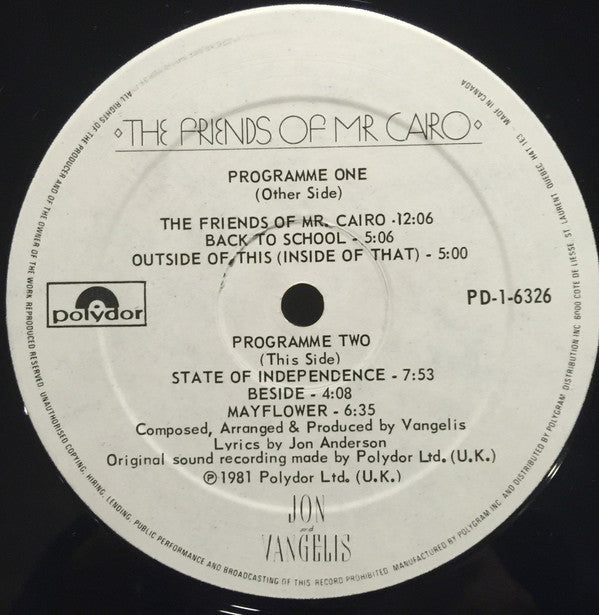 ◊THE FRIENDS OF MR CAIRO◊
PROGRAMME ONE
(Other Side)
THE FRIENDS OF MR. CAIRO -12:06
BACK TO SCHOOL - 5:06
OUTSIDE OF THIS (INSIDE OF THAT) - 5:00
polydor
PD-1-6326
PROGRAMME TWO
(This Side)
STATE OF INDEPENDENCE - 7:53
BESIDE - 4:08
MAYFLOWER - 6:35
Composed, Arranged & Produced by Vangelis
Lyrics by Jon Anderson
Original sound recording made by Polydor Ltd. (U.K.)
℗ 1981 Polydor Ltd. (U.K.)
JON
and
VANGELIS
ALL RIGHTS OF THE PRODUCER AND OF THE OWNER OF THE WORK REPRODUCED RESERVED. UNAUTHORISED COPYING, HIRING, LENDING, PUBLIC PERFORMANCE AND BROADCASTING OF THIS RECORD PROHIBITED. MANUFACTURED BY POLYGRAM INC. AND DISTRIBUTED BY POLYGRAM DISTRIBUTION INC 6000 COTE DE LIESSE ST LAURENT QUEBEC H4T 1E3 MADE IN CANADA